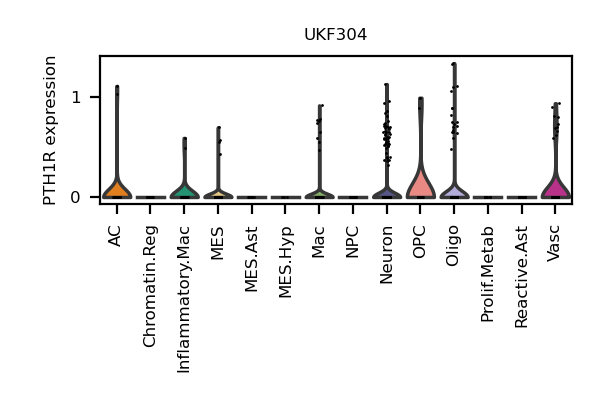 UKF304
PTH1R expression
1
0
AC
Chromatin.Reg
Inflammatory.Mac
MES
MES.Ast
MES.Hyp
Mac
NPC
Neuron
OPC
Oligo
Prolif.Metab
Reactive.Ast
Vasc